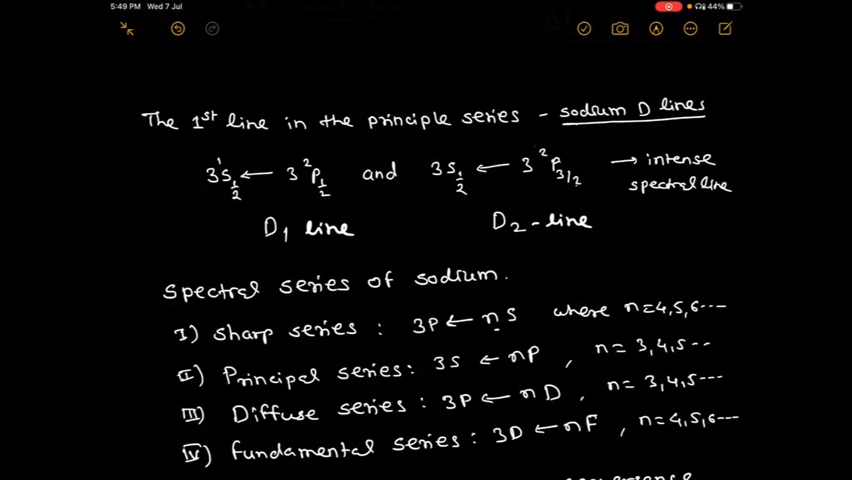 5:49 PM Wed 7 Jul 44%
The 1st line in the principle series - sodium D lines
3¹S1/2 ← 3²P1/2 and 3S1/2 ← 3²P3/2 → intense
spectral line
D1 line D2-line
Spectral series of sodium.
I) Sharp series : 3P ← nS where n=4,5,6----
II) Principal series: 3S ← nP , n= 3,4,5---
III) Diffuse series : 3P ← nD , n= 3,4,5----
IV) fundamental series : 3D ← nF , n=4,5,6----